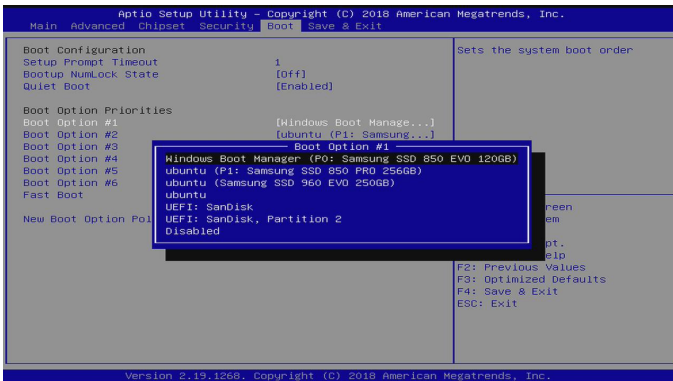 Aptio Setup Utility – Copyright (C) 2018 American Megatrends, Inc.
Main Advanced Chipset Security Boot Save & Exit
Boot Configuration
Setup Prompt Timeout 1
Bootup NumLock State [Off]
Quiet Boot [Enabled]
Boot Option Priorities
Boot Option #1 [Windows Boot Manage...]
Boot Option #2 [ubuntu (P1: Samsung...]
Boot Option #3
Boot Option #4
Boot Option #5
Boot Option #6
Fast Boot
New Boot Option Pol
Boot Option #1
Windows Boot Manager (P0: Samsung SSD 850 EVO 120GB)
ubuntu (P1: Samsung SSD 850 PRO 256GB)
ubuntu (Samsung SSD 960 EVO 250GB)
ubuntu
UEFI: SanDisk
UEFI: SanDisk, Partition 2
Disabled
Sets the system boot order
reen
em
pt.
elp
F2: Previous Values
F3: Optimized Defaults
F4: Save & Exit
ESC: Exit
Version 2.19.1268. Copyright (C) 2018 American Megatrends, Inc.